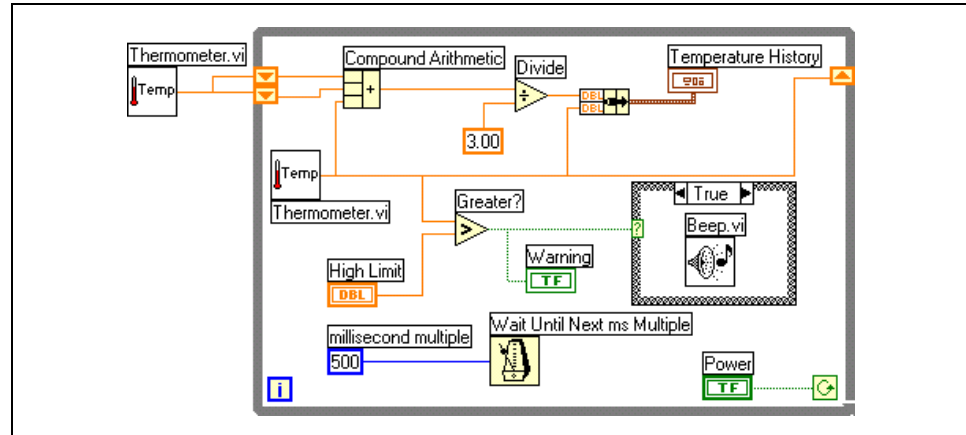 Thermometer.vi
Temp
Compound Arithmetic
+
Divide
÷
3.00
DBL
DBL
Temperature History
Temp
Thermometer.vi
Greater?
>
High Limit
DBL
Warning
TF
True
?
Beep.vi
millisecond multiple
500
Wait Until Next ms Multiple
Power
TF
i